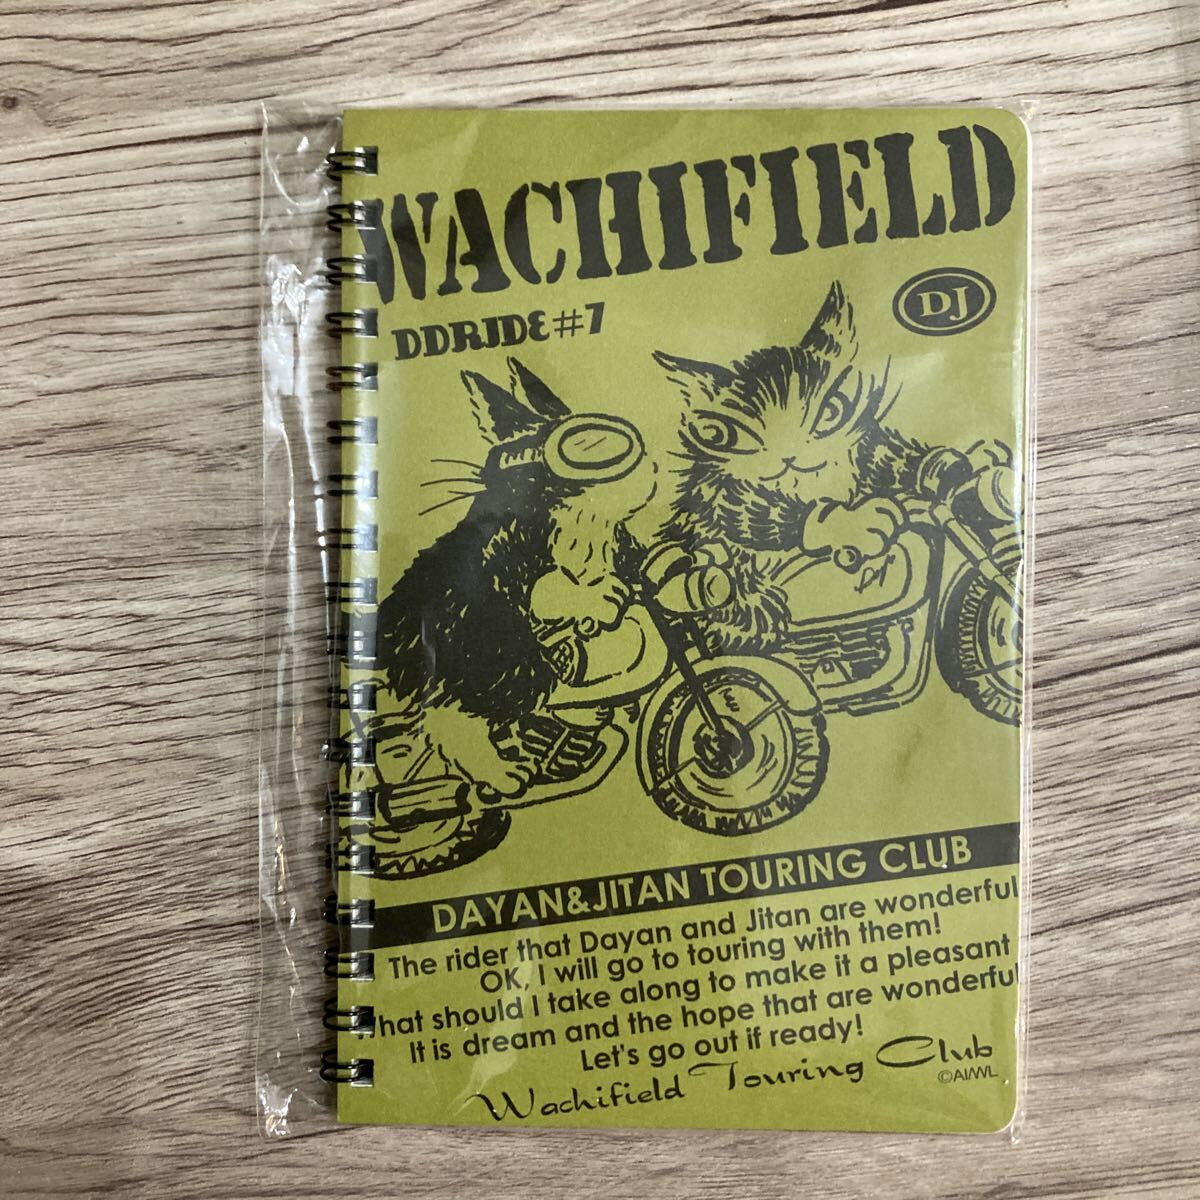 WACHIFIELD
DDRIDE#7
DJ
DAYAN&JITAN TOURING CLUB
The rider that Dayan and Jitan are wonderful
OK, I will go to touring with them!
What should I take along to make it a pleasant
It is dream and the hope that are wonderful
Let's go out if ready!
Wachifield Touring Club
©A.I/W.L